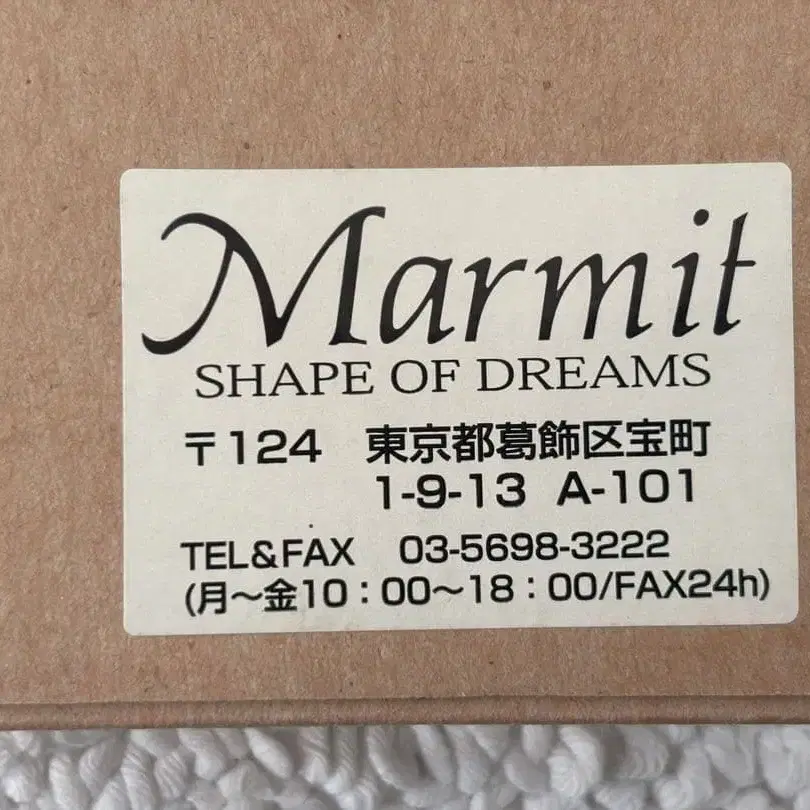 Marmit
SHAPE OF DREAMS
〒124 東京都葛飾区宝町
1-9-13 A-101
TEL&FAX 03-5698-3222
(月〜金10：00〜18：00/FAX24h)